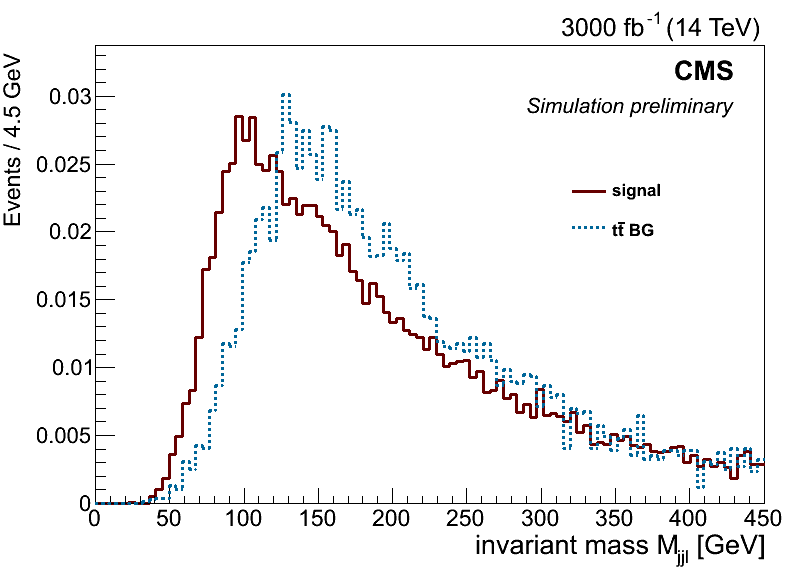 3000 fb⁻¹ (14 TeV)
CMS
Simulation preliminary
Events / 4.5 GeV
0.03
0.025
0.02
0.015
0.01
0.005
0
signal
tt̄ BG
0 50 100 150 200 250 300 350 400 450
invariant mass M_jjl [GeV]